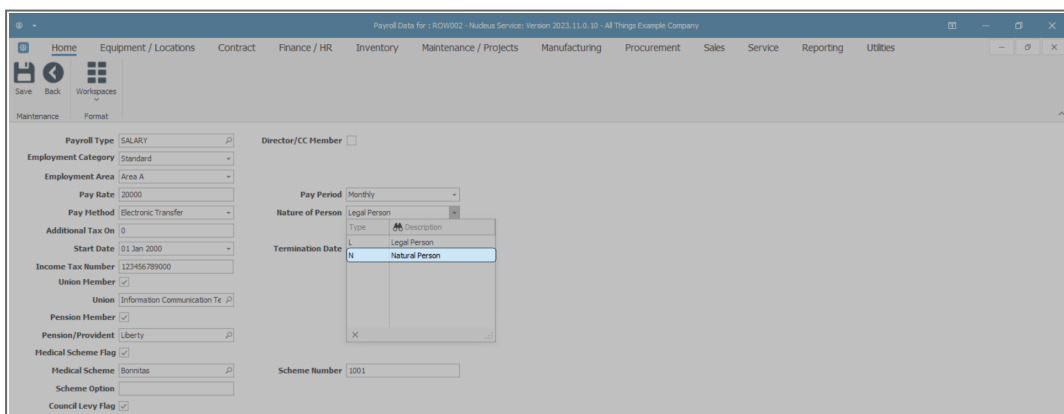 Payroll Data for : ROW002 - Nucleus Service: Version 2023.11.0.10 - All Things Example Company
Home Equipment / Locations Contract Finance / HR Inventory Maintenance / Projects Manufacturing Procurement Sales Service Reporting Utilities
Save Back Workspaces
Maintenance Format
Payroll Type SALARY Director/CC Member
Employment Category Standard
Employment Area Area A
Pay Rate 20000 Pay Period Monthly
Pay Method Electronic Transfer Nature of Person Legal Person
Type Description
Additional Tax On 0
L Legal Person
Start Date 01 Jan 2000 Termination Date
N Natural Person
Income Tax Number 123456789000
Union Member
Union Information Communication Te
Pension Member
Pension/Provident Liberty
Medical Scheme Flag
Medical Scheme Bonnitas Scheme Number 1001
Scheme Option
Council Levy Flag